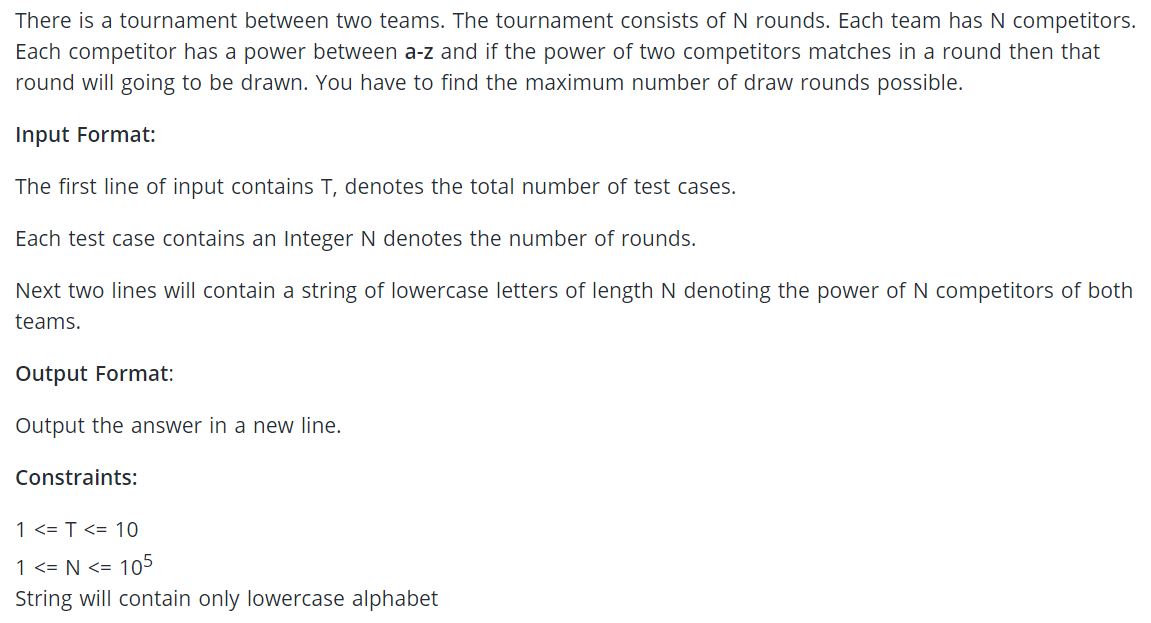 There is a tournament between two teams. The tournament consists of N rounds. Each team has N competitors.
Each competitor has a power between a-z and if the power of two competitors matches in a round then that
round will going to be drawn. You have to find the maximum number of draw rounds possible.
Input Format:
The first line of input contains T, denotes the total number of test cases.
Each test case contains an Integer N denotes the number of rounds.
Next two lines will contain a string of lowercase letters of length N denoting the power of N competitors of both
teams.
Output Format:
Output the answer in a new line.
Constraints:
1 <= T <= 10
1 <= N <= 10⁵
String will contain only lowercase alphabet